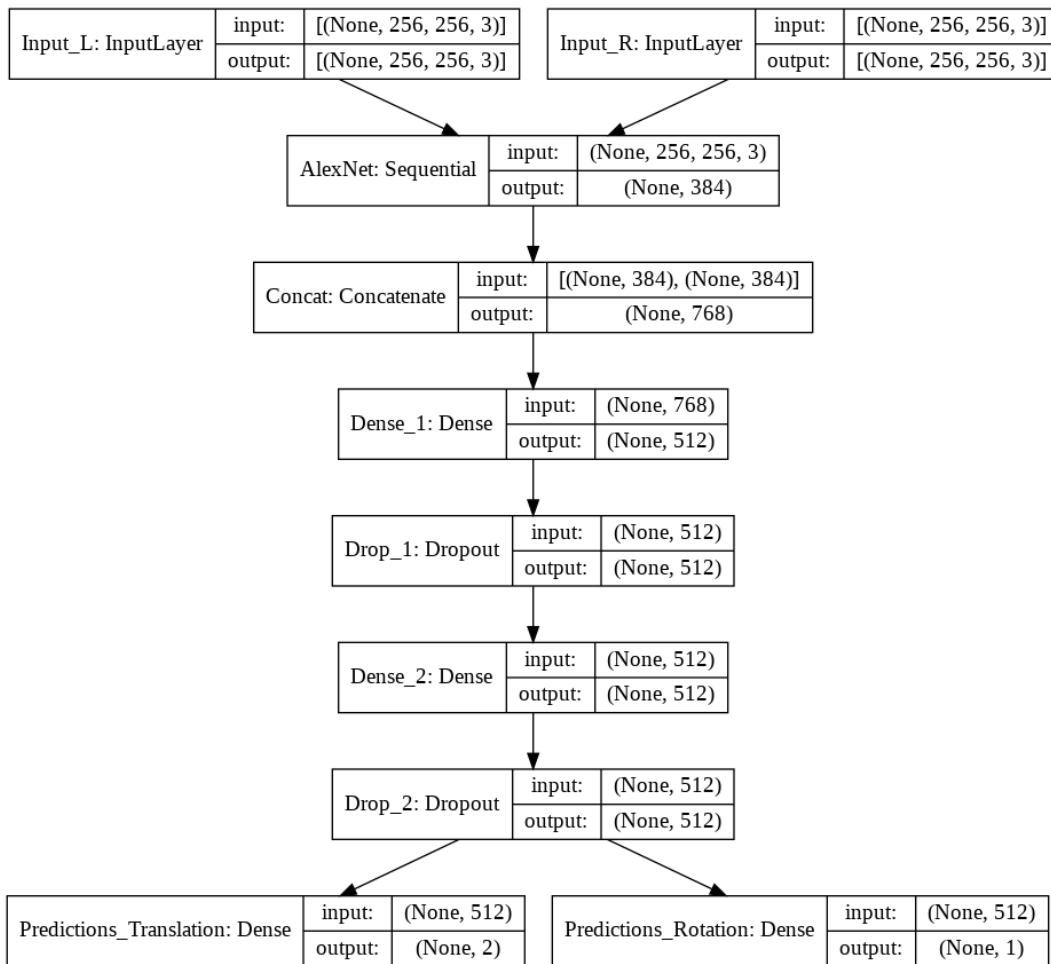 Input_L: InputLayer
input: [(None, 256, 256, 3)]
output: [(None, 256, 256, 3)]
Input_R: InputLayer
input: [(None, 256, 256, 3)]
output: [(None, 256, 256, 3)]
AlexNet: Sequential
input: (None, 256, 256, 3)
output: (None, 384)
Concat: Concatenate
input: [(None, 384), (None, 384)]
output: (None, 768)
Dense_1: Dense
input: (None, 768)
output: (None, 512)
Drop_1: Dropout
input: (None, 512)
output: (None, 512)
Dense_2: Dense
input: (None, 512)
output: (None, 512)
Drop_2: Dropout
input: (None, 512)
output: (None, 512)
Predictions_Translation: Dense
input: (None, 512)
output: (None, 2)
Predictions_Rotation: Dense
input: (None, 512)
output: (None, 1)